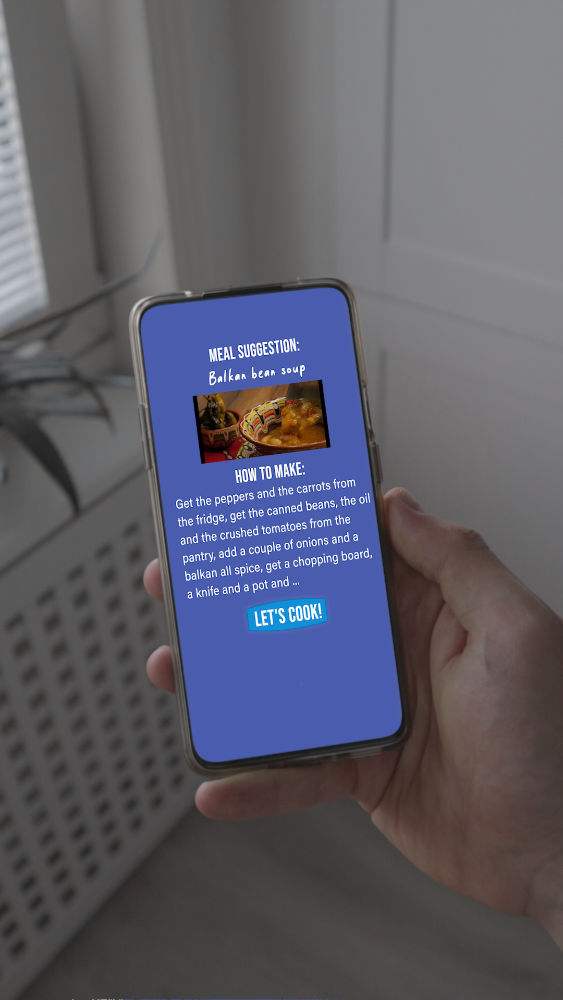 MEAL SUGGESTION:
Balkan bean soup
HOW TO MAKE:
Get the peppers and the carrots from
the fridge, get the canned beans, the oil
and the crushed tomatoes from the
pantry, add a couple of onions and a
balkan all spice, get a chopping board,
a knife and a pot and ...
LET'S COOK!